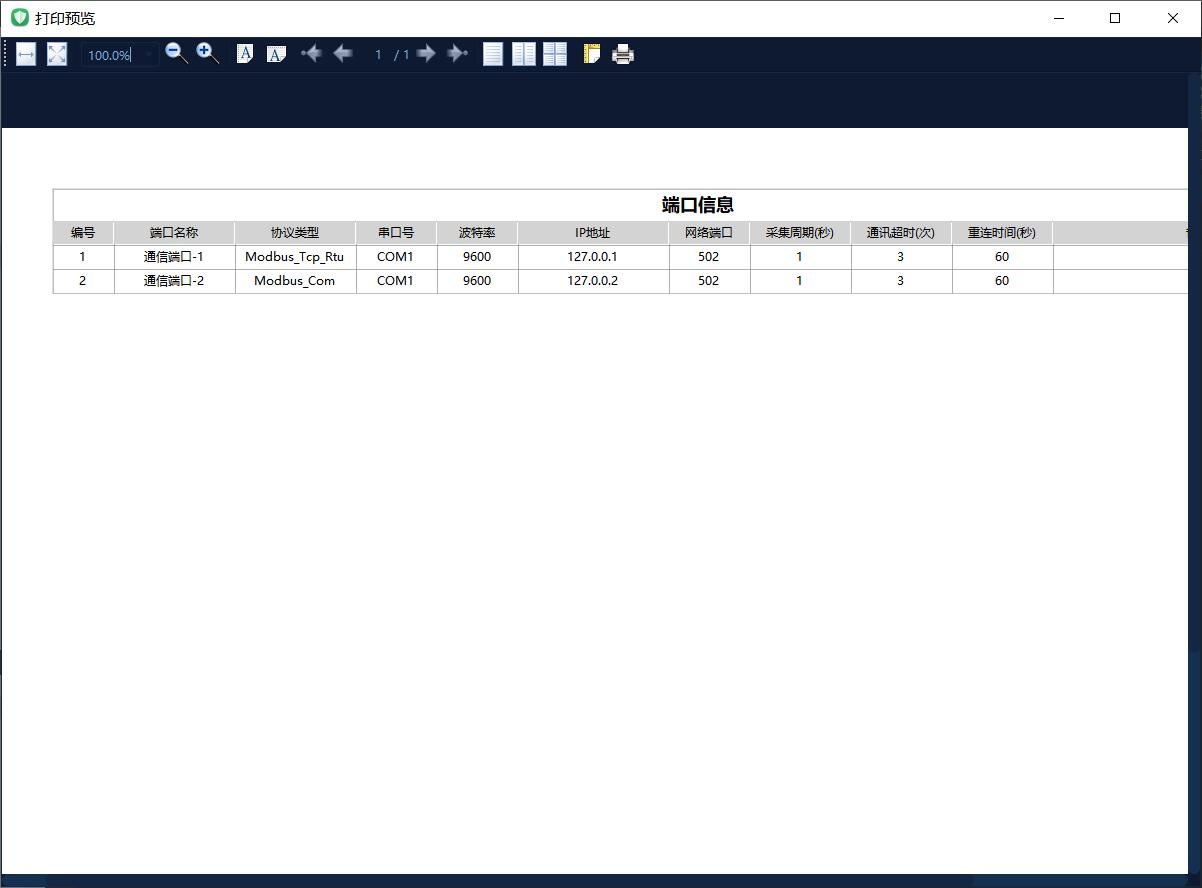 打印预览
100.0% 1 / 1
端口信息
编号 端口名称 协议类型 串口号 波特率 IP地址 网络端口 采集周期(秒) 通讯超时(次) 重连时间(秒)
1 通信端口-1 Modbus_Tcp_Rtu COM1 9600 127.0.0.1 502 1 3 60
2 通信端口-2 Modbus_Com COM1 9600 127.0.0.2 502 1 3 60